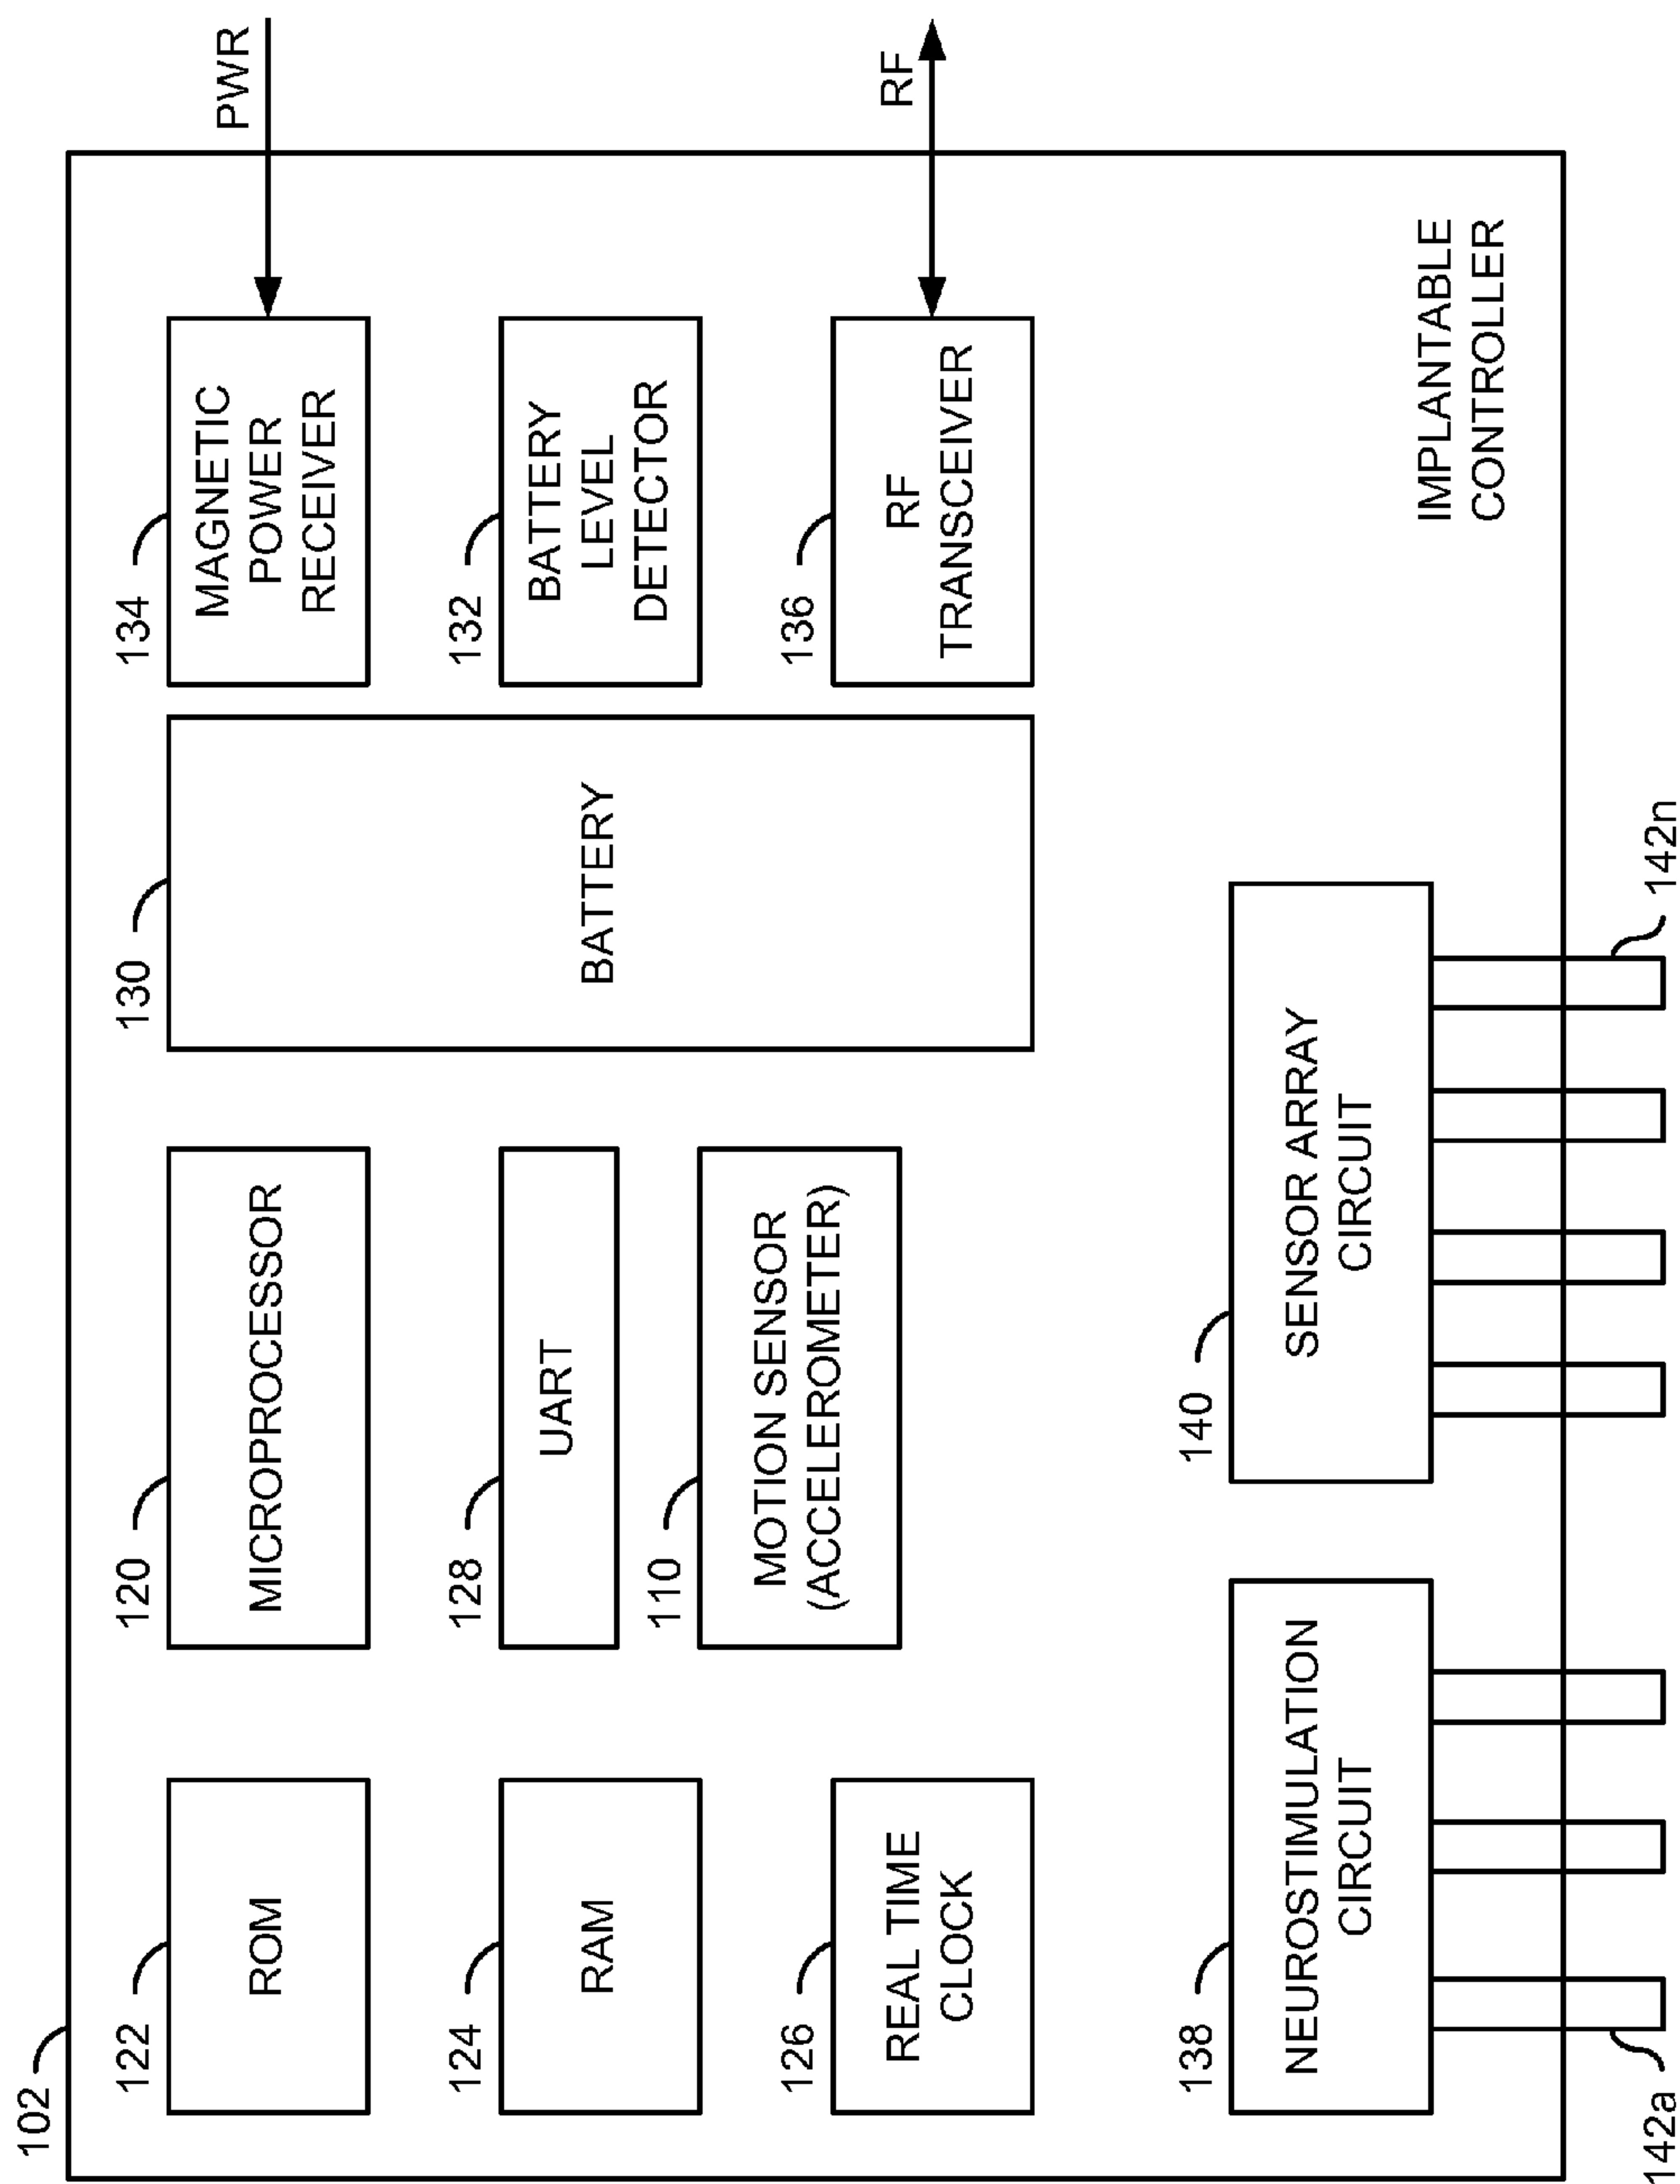 102
122
ROM
120
MICROPROCESSOR
130
BATTERY
134
MAGNETIC
POWER
RECEIVER
PWR
124
RAM
128
UART
132
BATTERY
LEVEL
DETECTOR
110
MOTION SENSOR
(ACCELEROMETER)
126
REAL TIME
CLOCK
136
RF
TRANSCEIVER
RF
138
NEUROSTIMULATION
CIRCUIT
140
SENSOR ARRAY
CIRCUIT
IMPLANTABLE
CONTROLLER
142a
142n